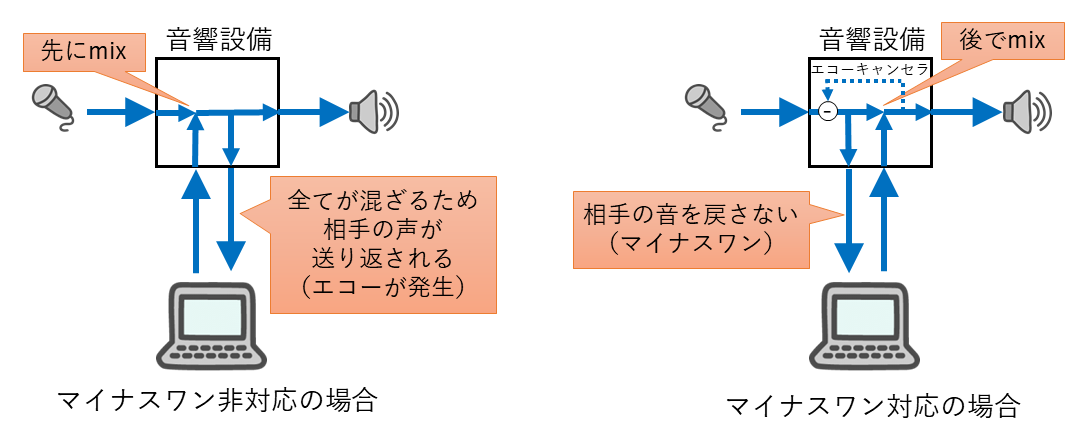 音響設備
先にmix
全てが混ざるため
相手の声が
送り返される
（エコーが発生）
マイナスワン非対応の場合
音響設備
後でmix
エコーキャンセラ
-
相手の音を戻さない
（マイナスワン）
マイナスワン対応の場合